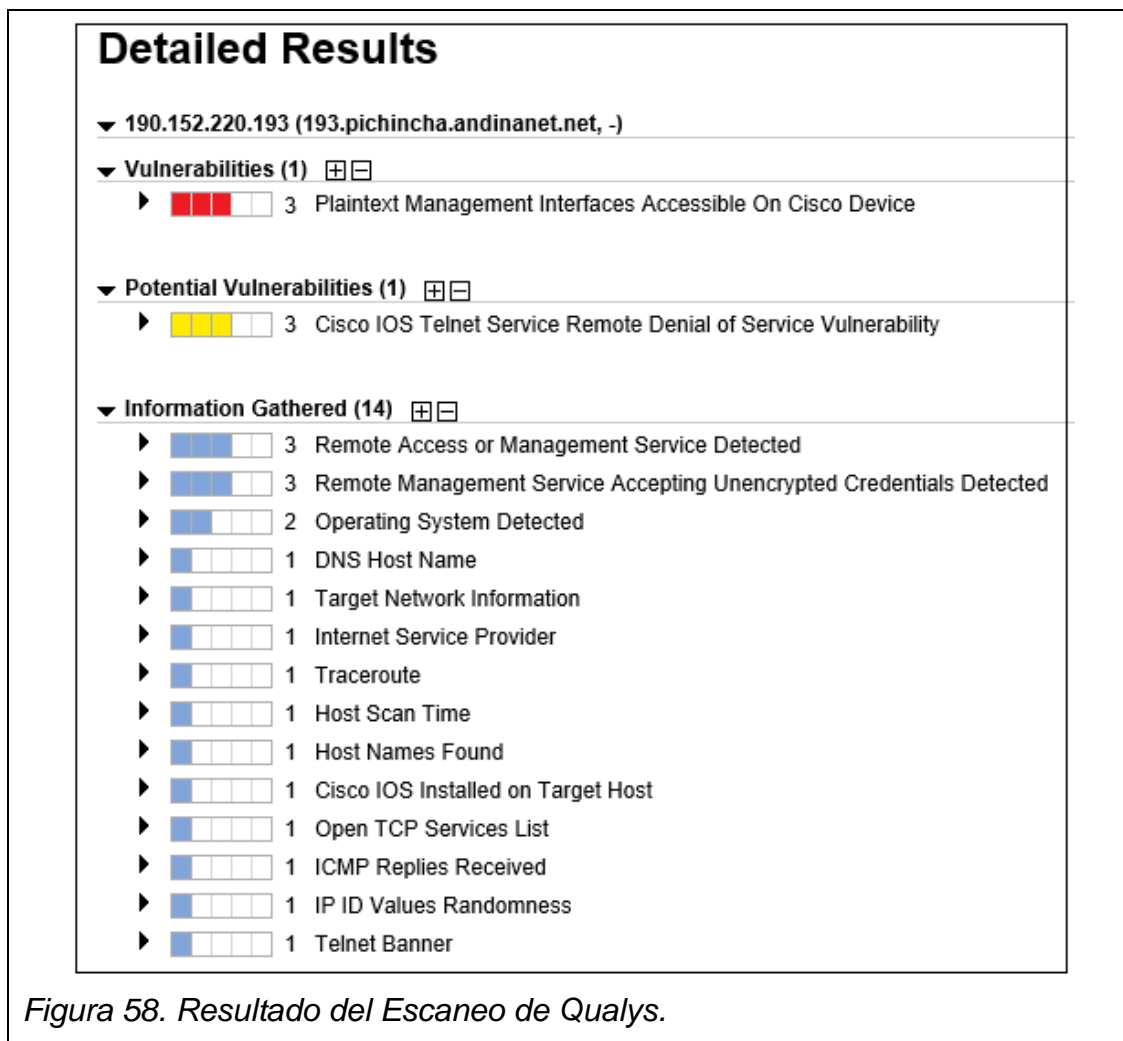 Detailed Results
190.152.220.193 (193.pichincha.andinanet.net, -)
Vulnerabilities (1)
3 Plaintext Management Interfaces Accessible On Cisco Device
Potential Vulnerabilities (1)
3 Cisco IOS Telnet Service Remote Denial of Service Vulnerability
Information Gathered (14)
3 Remote Access or Management Service Detected
3 Remote Management Service Accepting Unencrypted Credentials Detected
2 Operating System Detected
1 DNS Host Name
1 Target Network Information
1 Internet Service Provider
1 Traceroute
1 Host Scan Time
1 Host Names Found
1 Cisco IOS Installed on Target Host
1 Open TCP Services List
1 ICMP Replies Received
1 IP ID Values Randomness
1 Telnet Banner
Figura 58. Resultado del Escaneo de Qualys.